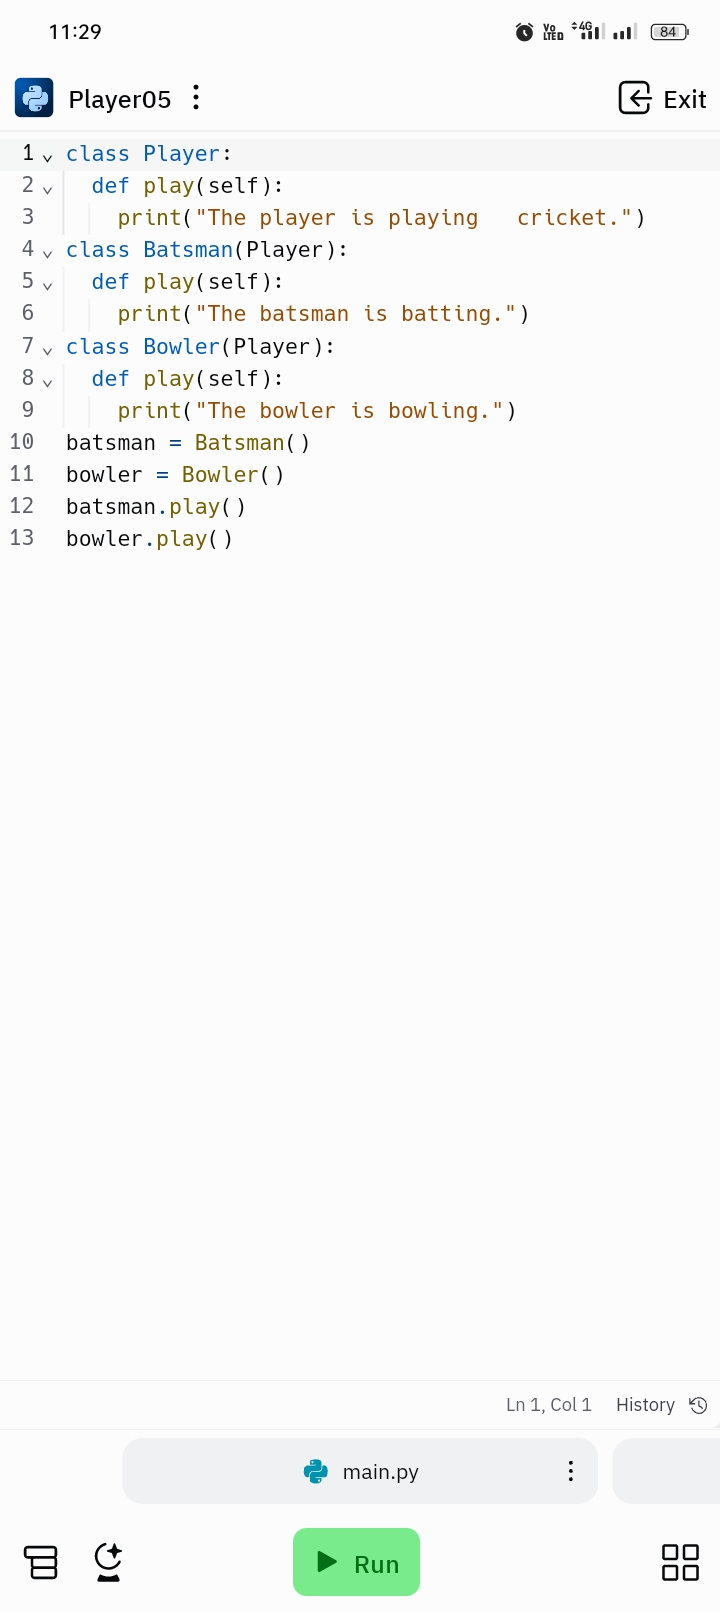 11:29 Vo LTE 4G 84
Player05 Exit
1 class Player:
2   def play(self):
3     print("The player is playing   cricket.")
4 class Batsman(Player):
5   def play(self):
6     print("The batsman is batting.")
7 class Bowler(Player):
8   def play(self):
9     print("The bowler is bowling.")
10 batsman = Batsman()
11 bowler = Bowler()
12 batsman.play()
13 bowler.play()
Ln 1, Col 1 History
main.py
Run